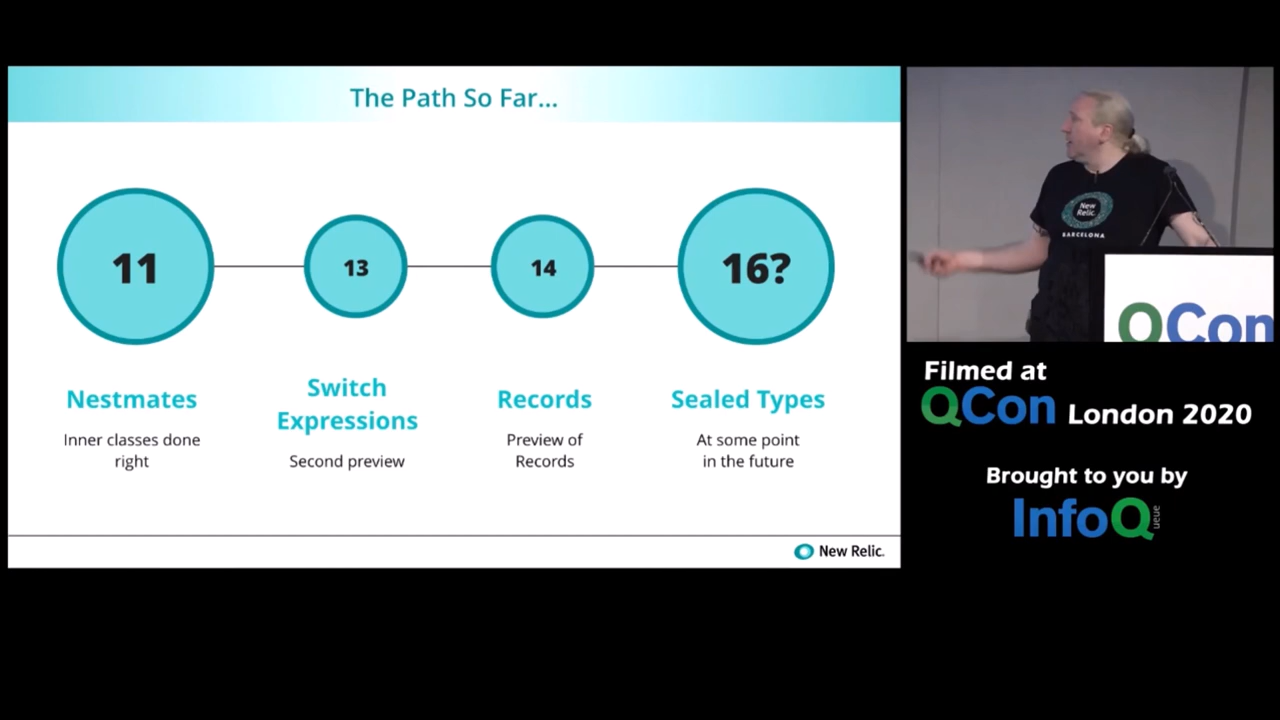 The Path So Far...
11
13
14
16?
Nestmates
Inner classes done
right
Switch
Expressions
Second preview
Records
Preview of
Records
Sealed Types
At some point
in the future
New Relic.
New
Relic.
BARCELONA
QCon
Filmed at
QCon London 2020
Brought to you by
InfoQ
ueue